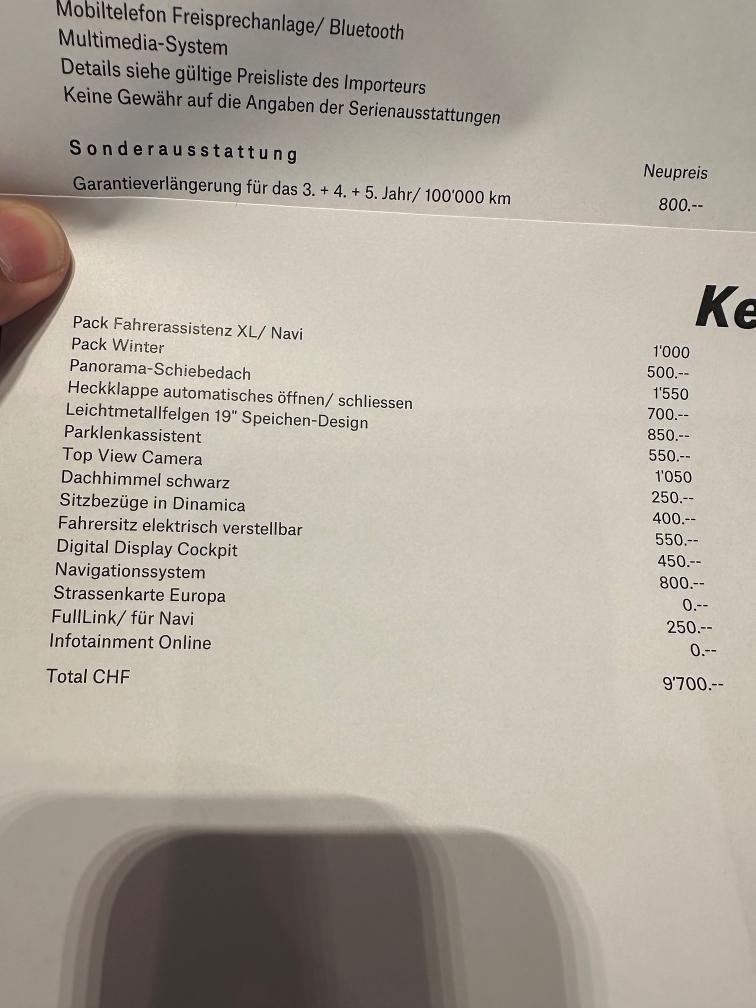 Mobiltelefon Freisprechanlage/ Bluetooth
Multimedia-System
Details siehe gültige Preisliste des Importeurs
Keine Gewähr auf die Angaben der Serienausstattungen
Sonderausstattung Neupreis
Garantieverlängerung für das 3. + 4. + 5. Jahr/ 100'000 km 800.--
Ke
Pack Fahrerassistenz XL/ Navi 1'000
Pack Winter 500.--
Panorama-Schiebedach 1'550
Heckklappe automatisches öffnen/ schliessen 700.--
Leichtmetallfelgen 19" Speichen-Design 850.--
Parklenkassistent 550.--
Top View Camera 1'050
Dachhimmel schwarz 250.--
Sitzbezüge in Dinamica 400.--
Fahrersitz elektrisch verstellbar 550.--
Digital Display Cockpit 450.--
Navigationssystem 800.--
Strassenkarte Europa 0.--
FullLink/ für Navi 250.--
Infotainment Online 0.--
Total CHF 9'700.--